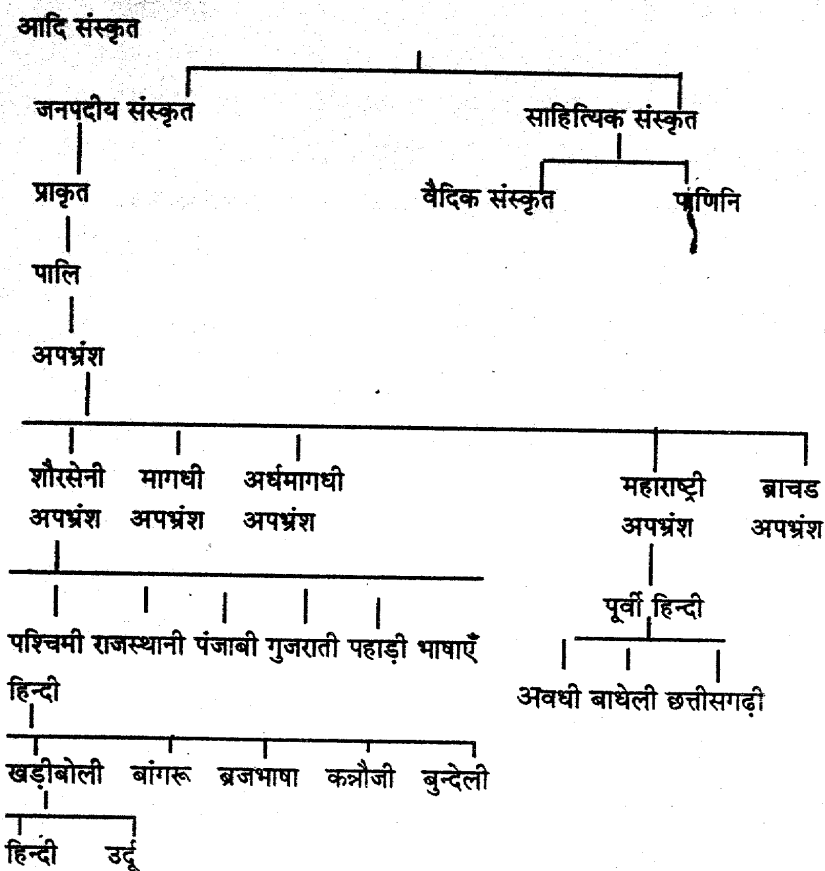 आदि संस्कृत
जनपदीय संस्कृत साहित्यिक संस्कृत
प्राकृत वैदिक संस्कृत पाणिनि
पालि
अपभ्रंश
शौरसेनी मागधी अर्धमागधी महाराष्ट्री ब्राचड
अपभ्रंश अपभ्रंश अपभ्रंश अपभ्रंश अपभ्रंश
पूर्वी हिन्दी
पश्चिमी राजस्थानी पंजाबी गुजराती पहाड़ी भाषाएँ
हिन्दी
अवधी बाधेली छत्तीसगढ़ी
खड़ीबोली बांगरू ब्रजभाषा कन्नौजी बुन्देली
हिन्दी उर्दू